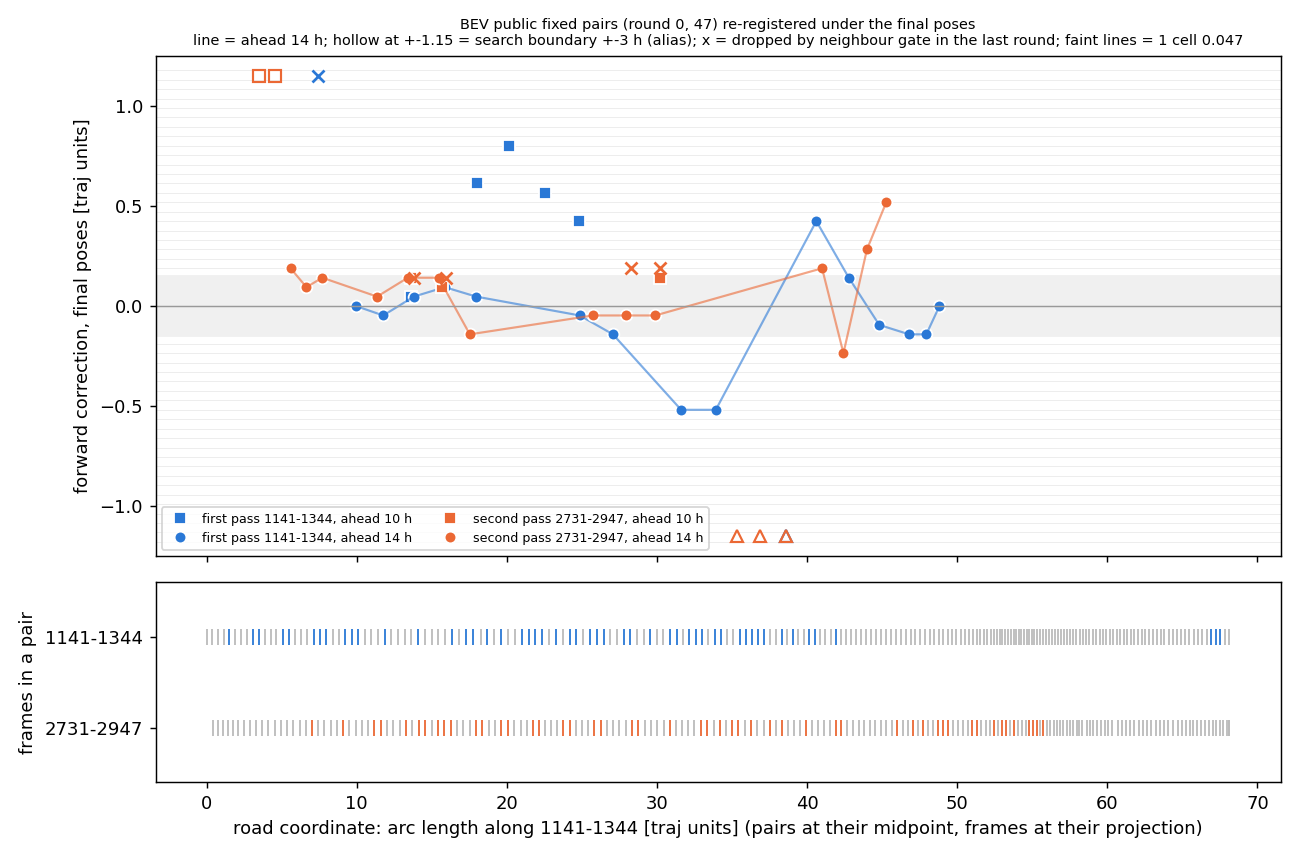 BEV public fixed pairs (round 0, 47) re-registered under the final poses
line = ahead 14 h; hollow at +-1.15 = search boundary +-3 h (alias); x = dropped by neighbour gate in the last round; faint lines = 1 cell 0.047
forward correction, final poses [traj units]
1.0
0.5
0.0
−0.5
−1.0
first pass 1141-1344, ahead 10 h
first pass 1141-1344, ahead 14 h
second pass 2731-2947, ahead 10 h
second pass 2731-2947, ahead 14 h
frames in a pair
1141-1344
2731-2947
0 10 20 30 40 50 60 70
road coordinate: arc length along 1141-1344 [traj units] (pairs at their midpoint, frames at their projection)